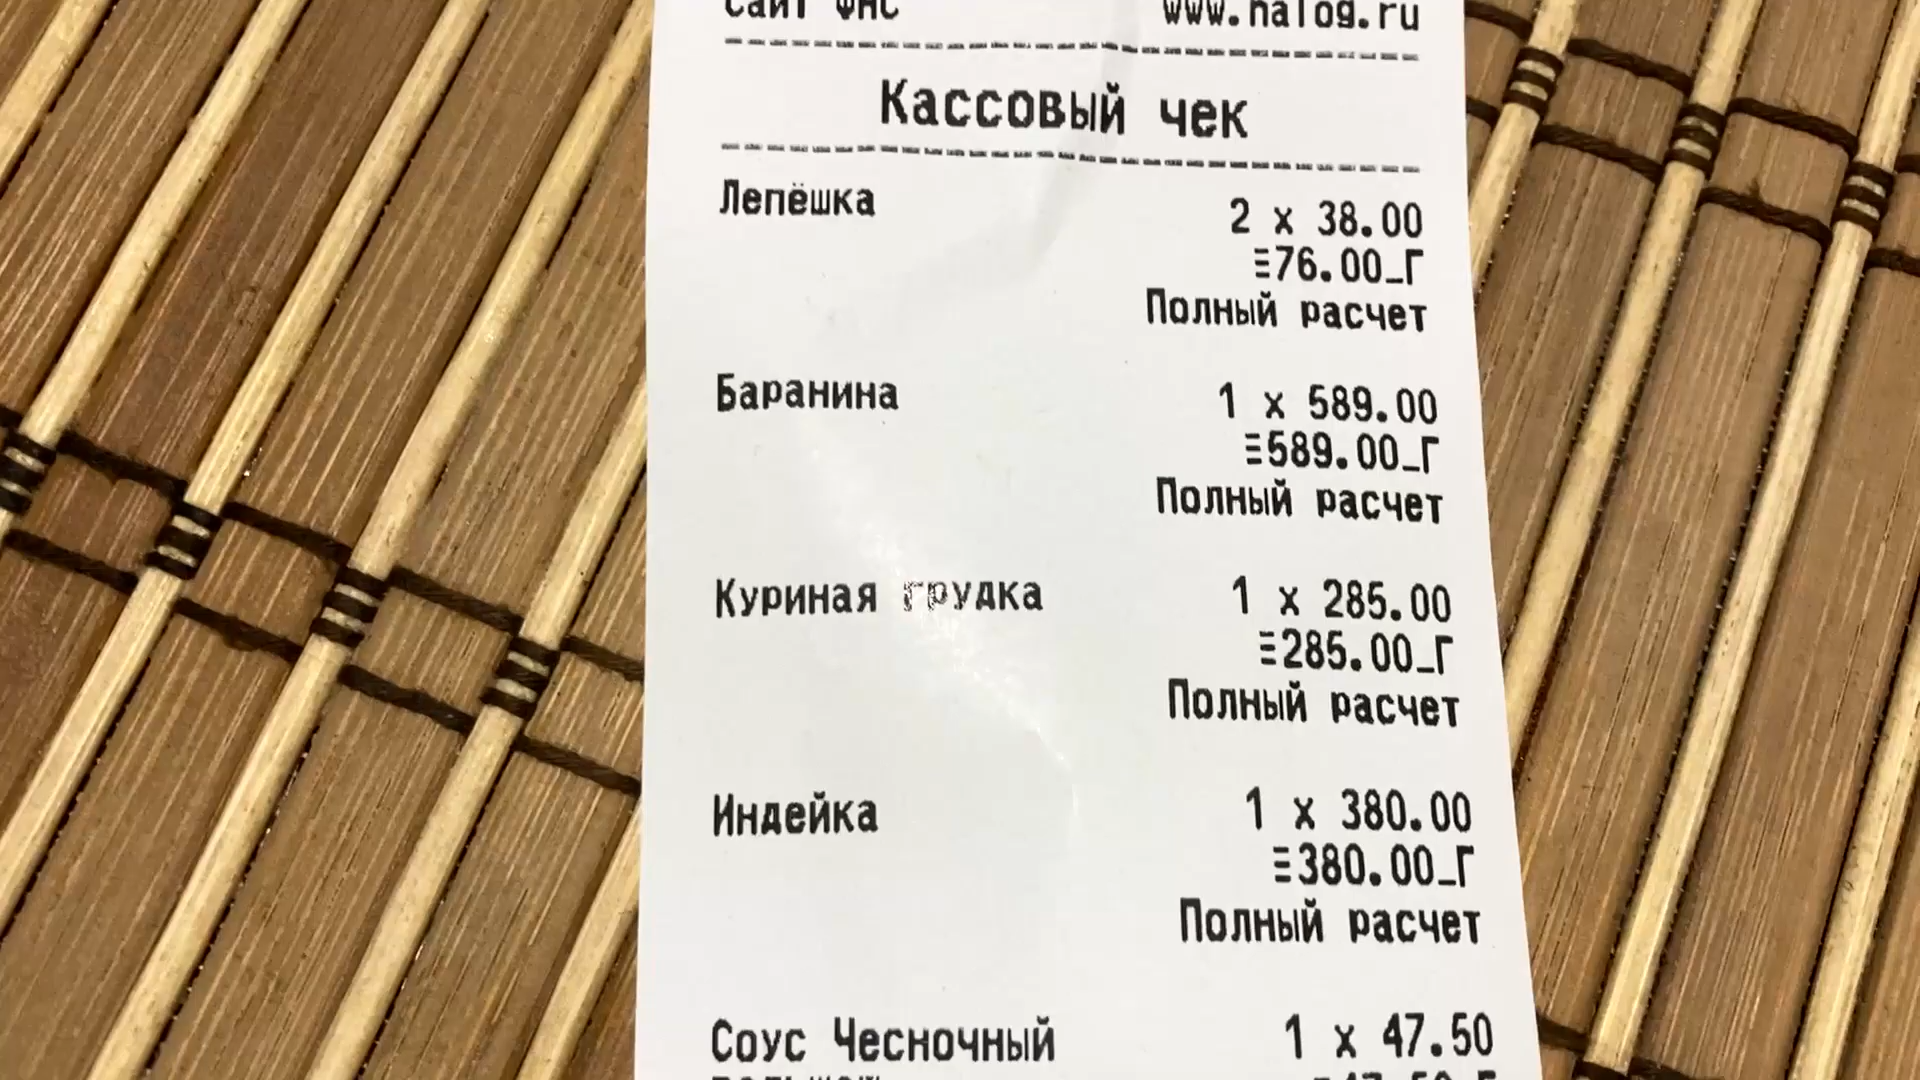 Сайт ФНС www.nalog.ru
Кассовый чек
Лепёшка 2 x 38.00
≡76.00_Г
Полный расчет
Баранина 1 x 589.00
≡589.00_Г
Полный расчет
Куриная грудка 1 x 285.00
≡285.00_Г
Полный расчет
Индейка 1 x 380.00
≡380.00_Г
Полный расчет
Соус Чесночный 1 x 47.50